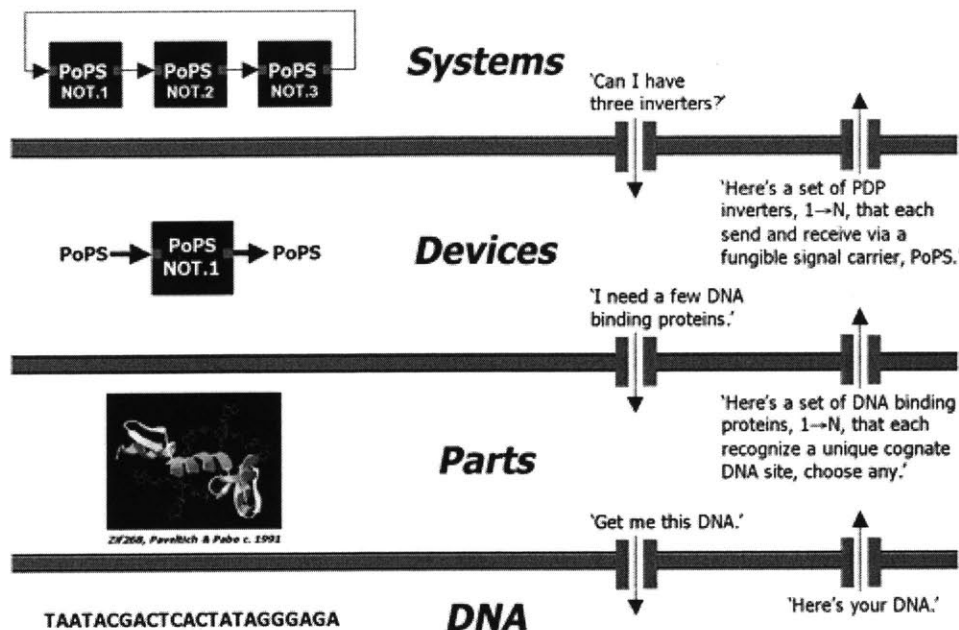 PoPS PoPS PoPS
NOT.1 NOT.2 NOT.3
Systems
'Can I have
three inverters?'
'Here's a set of PDP
inverters, 1→N, that each
send and receive via a
fungible signal carrier, PoPS.'
PoPS PoPS NOT.1 PoPS
Devices
'I need a few DNA
binding proteins.'
'Here's a set of DNA binding
proteins, 1→N, that each
recognize a unique cognate
DNA site, choose any.'
Parts
Zif268, Paveltich & Pabo c. 1991
'Get me this DNA.'
'Here's your DNA.'
TAATACGACTCACTATAGGGAGA
DNA